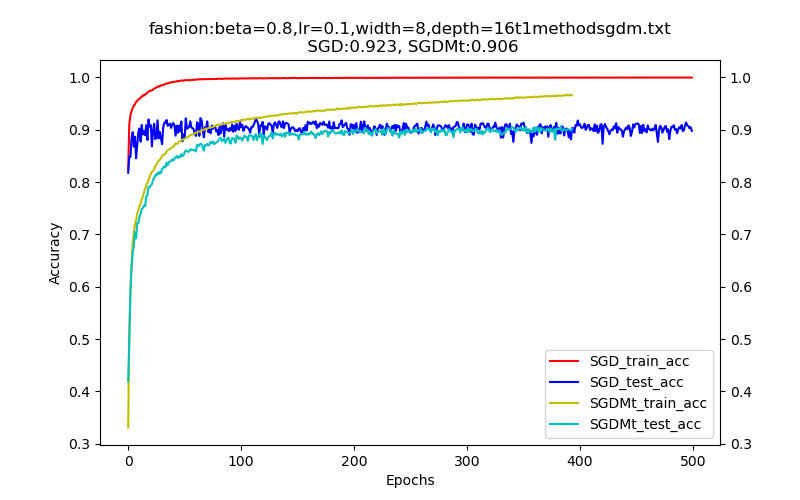 fashion:beta=0.8,lr=0.1,width=8,depth=16t1methodsgdm.txt
SGD:0.923, SGDMt:0.906
1.0
1.0
0.9
0.9
0.8
0.8
0.7
0.7
0.6
0.6
0.5
0.5
0.4
0.4
0.3
0.3
Accuracy
SGD_train_acc
SGD_test_acc
SGDMt_train_acc
SGDMt_test_acc
0
100
200
300
400
500
Epochs